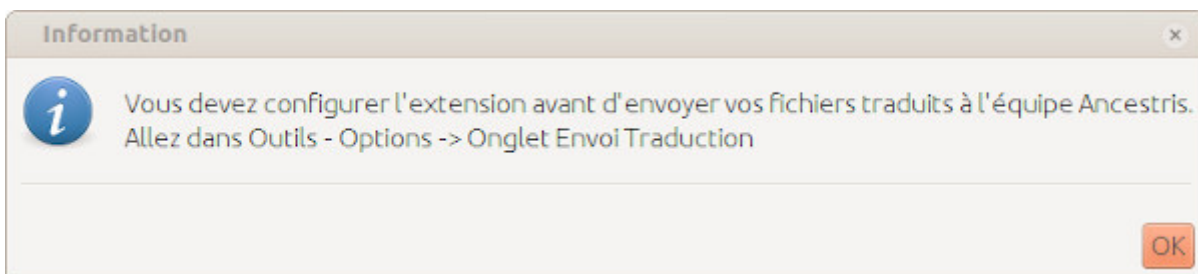 Information
Vous devez configurer l'extension avant d'envoyer vos fichiers traduits à l'équipe Ancestris.
Allez dans Outils - Options -> Onglet Envoi Traduction
OK